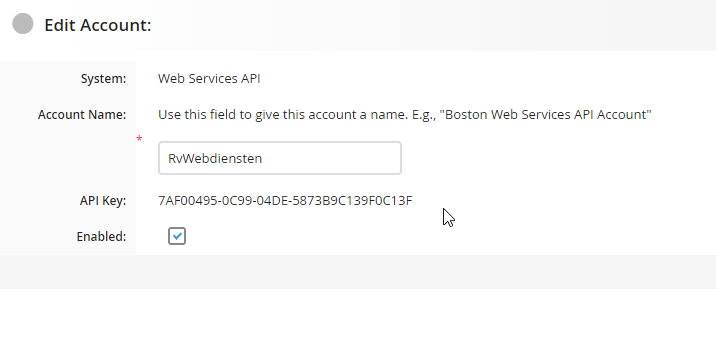 Edit Account:
System: Web Services API
Account Name: Use this field to give this account a name. E.g., "Boston Web Services API Account"
*
RvWebdiensten
API Key: 7AF00495-0C99-04DE-5873B9C139F0C13F
Enabled: